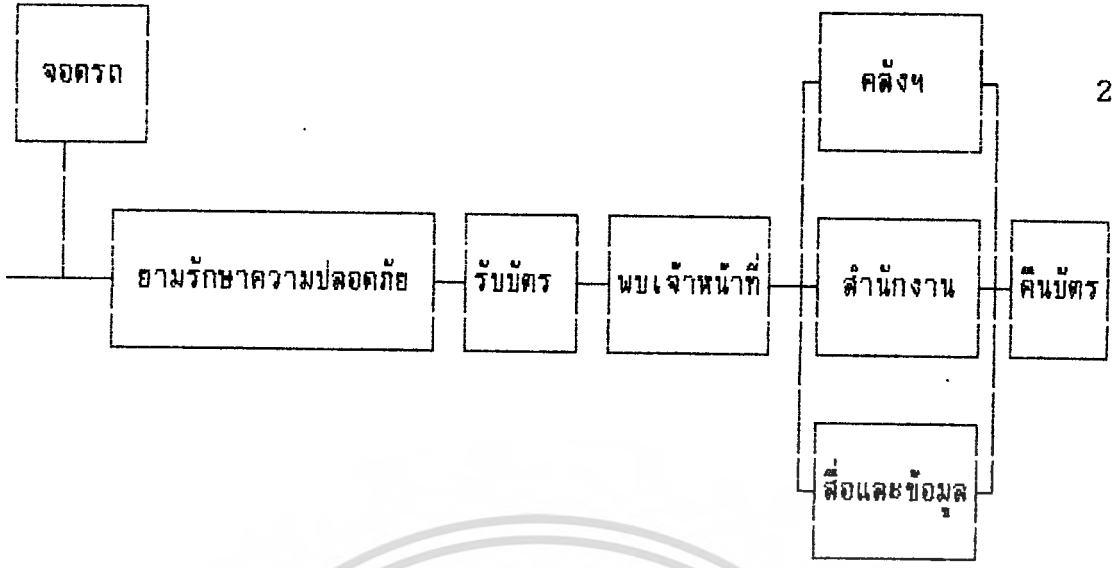 จอดรถ
คลังฯ
2
ยามรักษาความปลอดภัย
รับบัตร
พบเจ้าหน้าที่
สำนักงาน
คืนบัตร
สื่อและข้อมูล